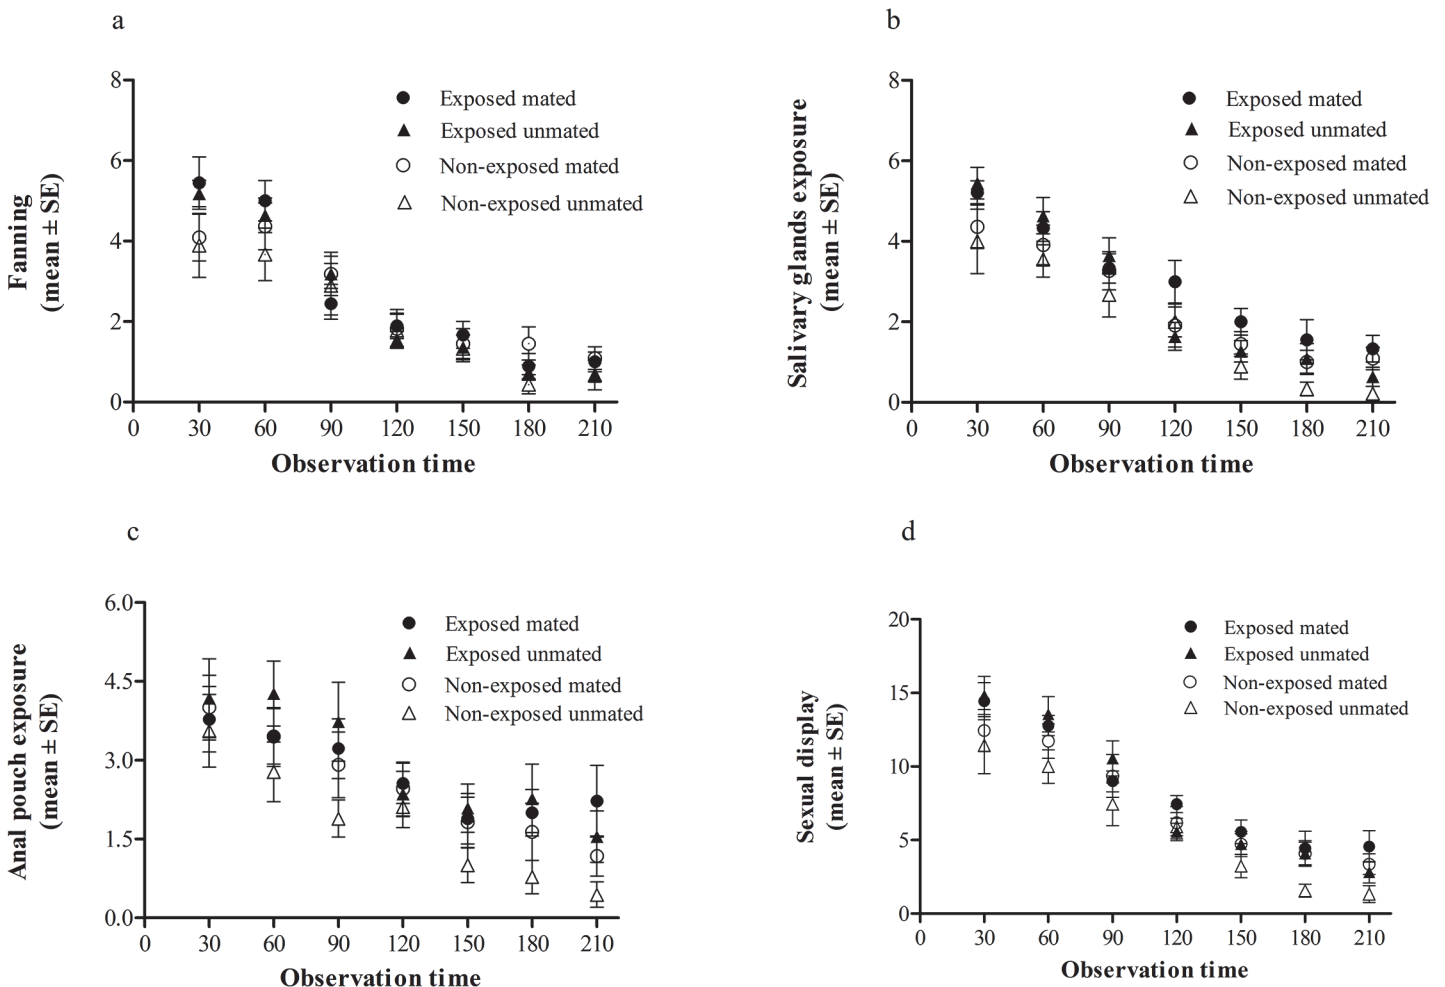 a
Fanning
(mean ± SE)
8
6
4
2
0
Exposed mated
Exposed unmated
Non-exposed mated
Non-exposed unmated
0 30 60 90 120 150 180 210
Observation time
b
Salivary glands exposure
(mean ± SE)
8
6
4
2
0
Exposed mated
Exposed unmated
Non-exposed mated
Non-exposed unmated
0 30 60 90 120 150 180 210
Observation time
c
Anal pouch exposure
(mean ± SE)
6.0
4.5
3.0
1.5
0.0
Exposed mated
Exposed unmated
Non-exposed mated
Non-exposed unmated
0 30 60 90 120 150 180 210
Observation time
d
Sexual display
(mean ± SE)
20
15
10
5
0
Exposed mated
Exposed unmated
Non-exposed mated
Non-exposed unmated
0 30 60 90 120 150 180 210
Observation time